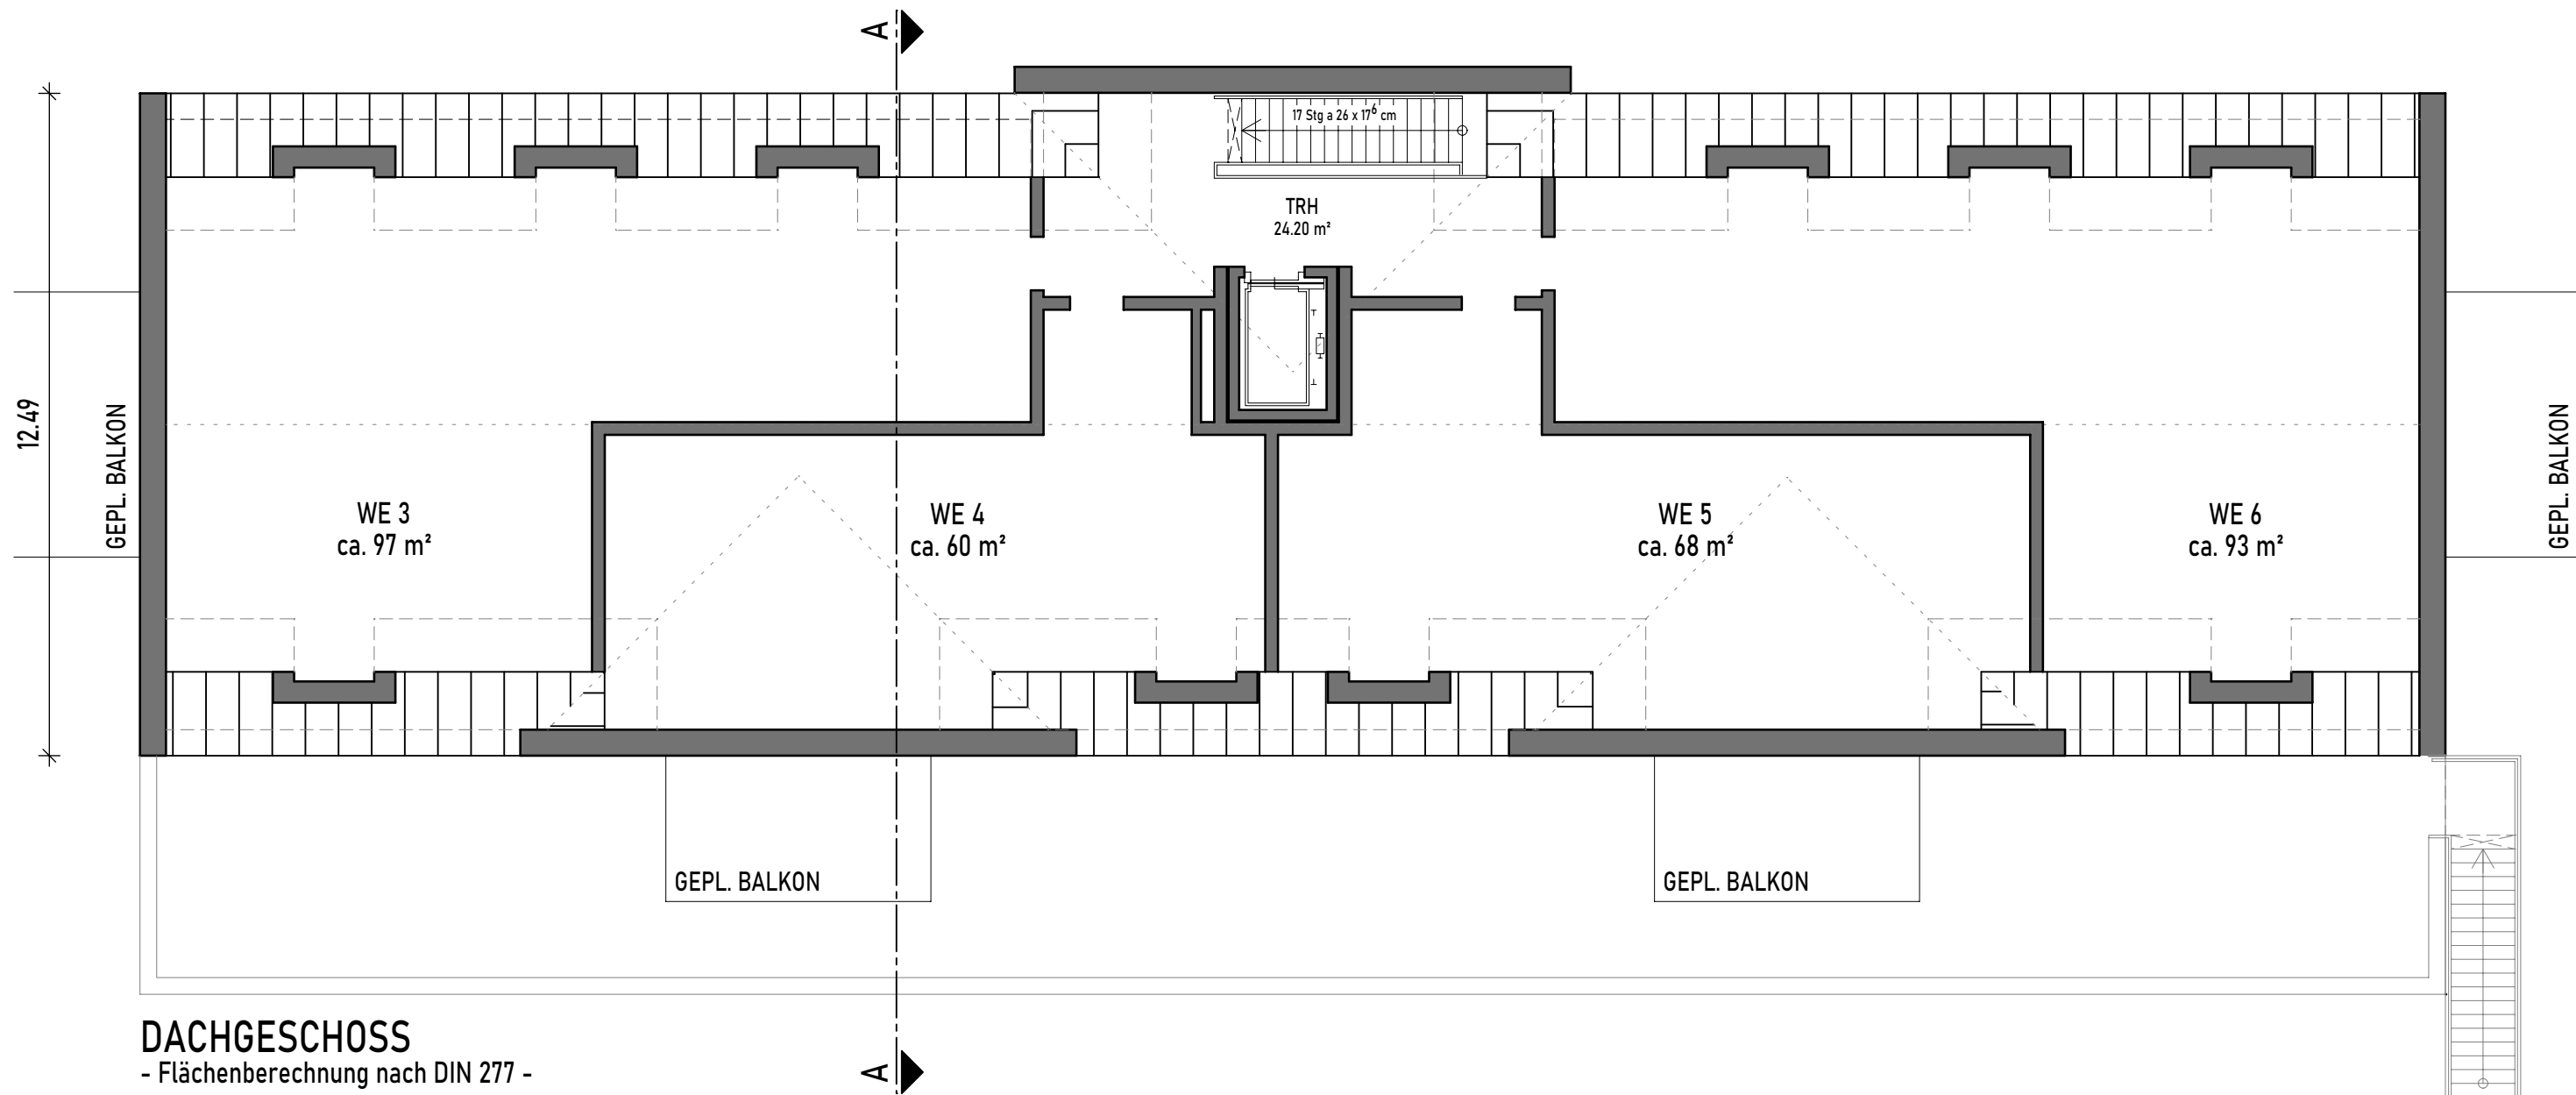 A
17 Stg a 26 x 17⁶ cm
TRH
24.20 m²
12.49
GEPL. BALKON
GEPL. BALKON
WE 3
ca. 97 m²
WE 4
ca. 60 m²
WE 5
ca. 68 m²
WE 6
ca. 93 m²
GEPL. BALKON
GEPL. BALKON
DACHGESCHOSS
- Flächenberechnung nach DIN 277 -
A